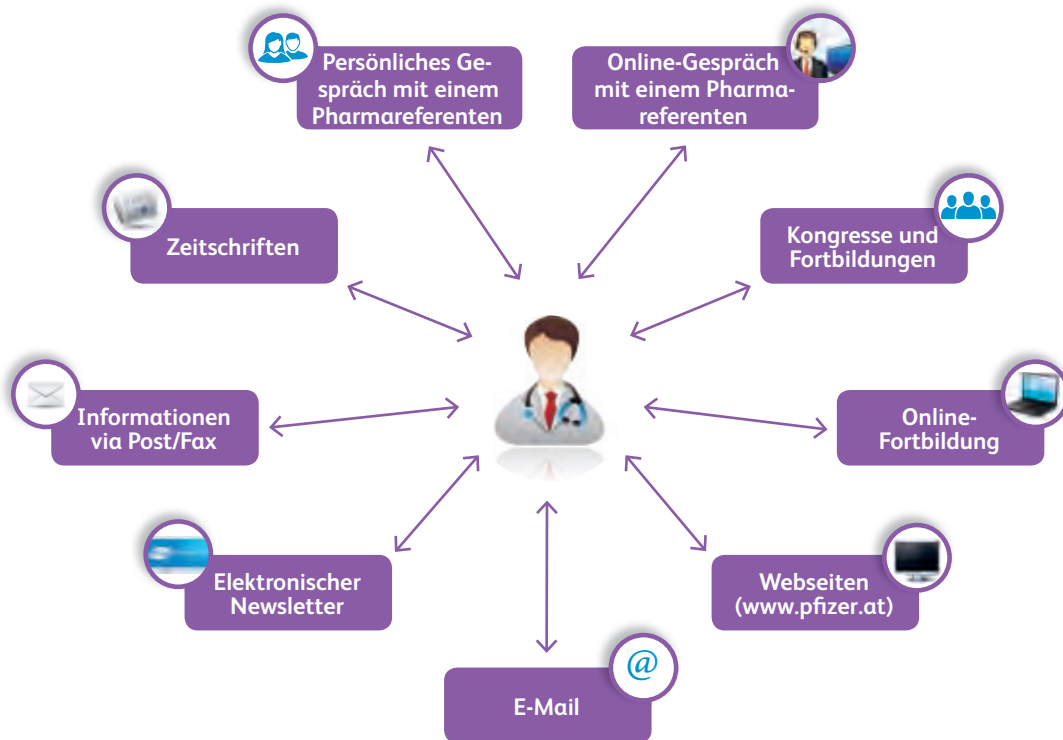 Persönliches Ge-
spräch mit einem
Pharmareferenten
Online-Gespräch
mit einem Pharma-
referenten
Zeitschriften
Kongresse und
Fortbildungen
Informationen
via Post/Fax
Online-
Fortbildung
Elektronischer
Newsletter
Webseiten
(www.pfizer.at)
@
E-Mail